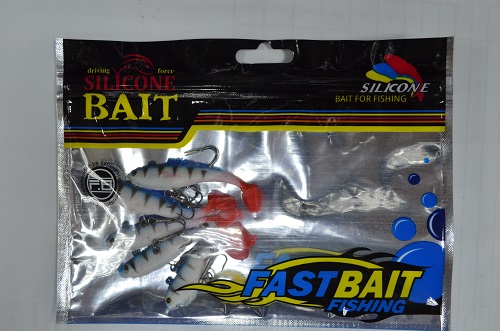 driving force
SILICONE
BAIT
SILICONE
BAIT FOR FISHING
FASTBAIT
FISHING